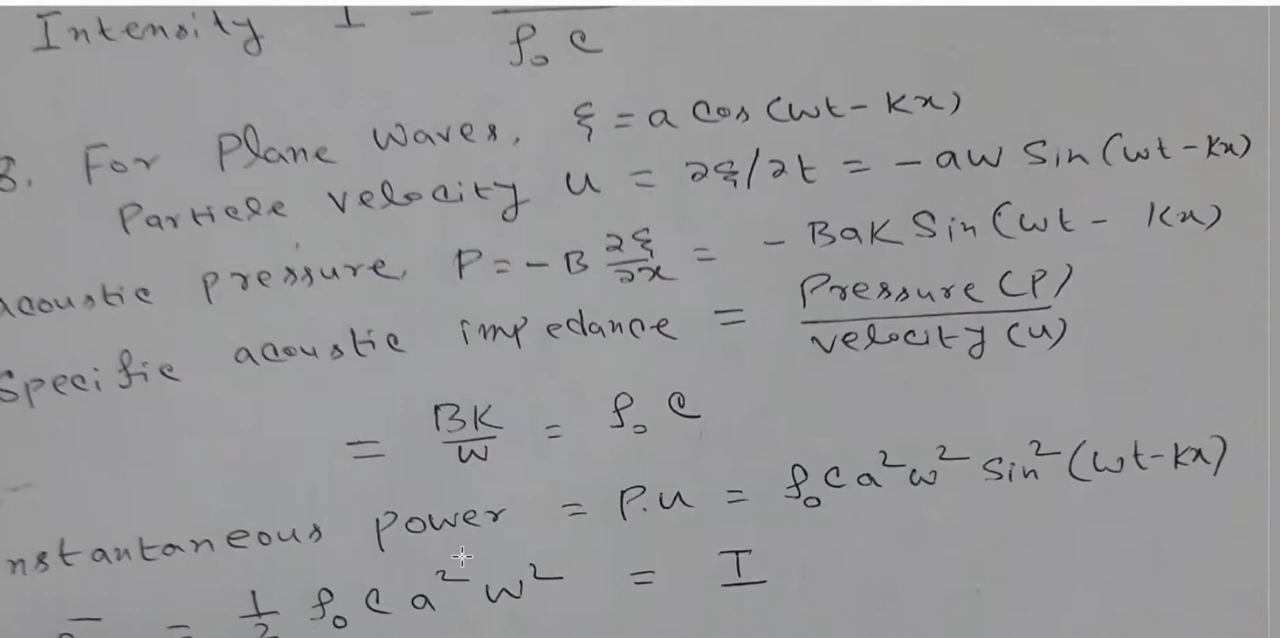 Intensity I = ρ₀c
8. For Plane waves, ξ = a cos(ωt - Kx)
Particle velocity u = ∂ξ/∂t = - aω Sin(ωt - Kx)
acoustic pressure, P = -B ∂ξ/∂x = - BaK Sin(ωt - Kx)
Specific acoustic impedance = Pressure (P) / velocity (u)
= BK/ω = ρ₀ c
nstantaneous power = P.u = ρ₀ c a² ω² Sin² (ωt - Kx)
= 1/2 ρ₀ c a² ω² = I